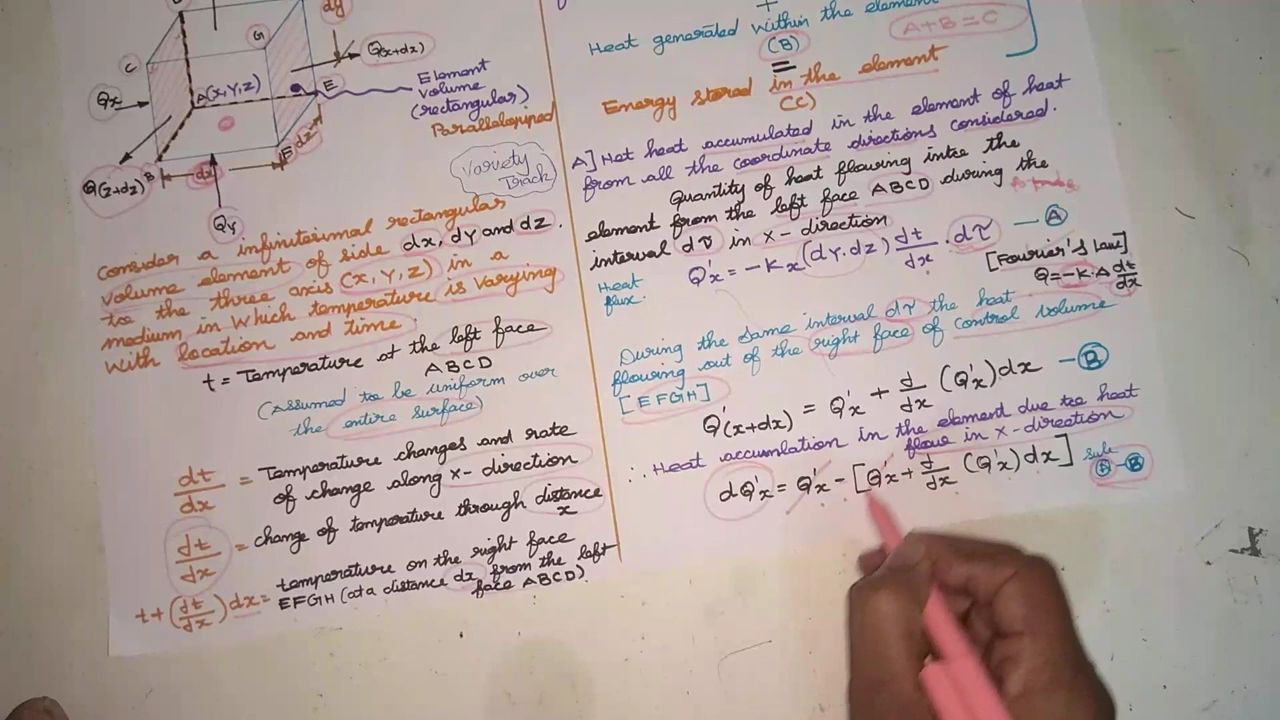 dy
G
Q(x+dx)
C
Qx
A(x,y,z)
E
Element
volume
(rectangular)
Parallelopiped
dz
F
Q(z+dz)
B
dx
Qy
Variety
Track
Consider a infinitesimal rectangular
volume element of side dx, dy and dz.
to the three axis (x, y, z) in a
medium in which temperature is varying
with location and time.
t = Temperature at the left face
ABCD
(Assumed to be uniform over
the entire surface)
dt/dx = Temperature changes and rate
of change along x-direction
dt/dx = change of temperature through distance
x
t+(dt/dx)dx = temperature on the right face
EFGH (at a distance dx from the left
face ABCD)
+
Heat generated within the element
(B)
A+B=C
=
Energy stored in the element
(C)
A] Net heat accumulated in the element of heat
from all the coordinate directions considered.
Quantity of heat flowing intoe the
element from the left face ABCD during the
interval dτ in x-direction
Heat
flux.
Q'x = -Kx (dy.dz) dt/dx . dτ — A
[Fourier's Law]
Q=-K.A dt/dx
During the same interval dτ the heat
flowing out of the right face of control volume
[EFGH]
Q'(x+dx) = Q'x + d/dx (Q'x)dx — B
∴ Heat accumlation in the element due to heat
flow in x-direction
dQ'x = Q'x - [Q'x + d/dx (Q'x)dx]
A-B